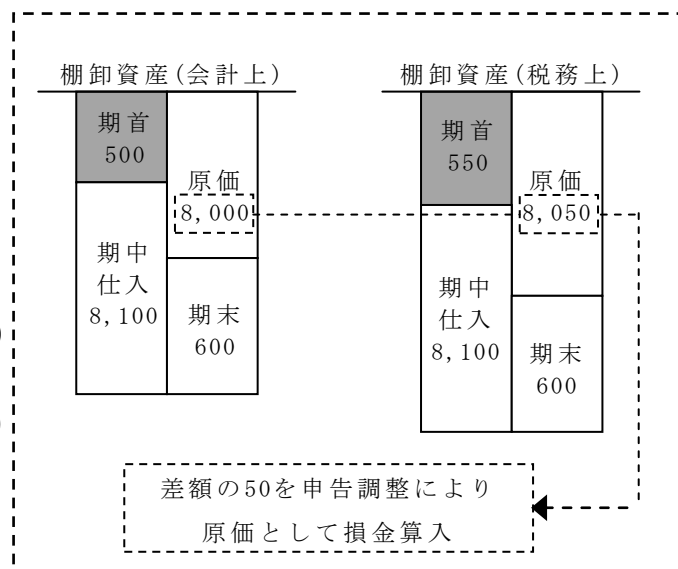 棚卸資産(会計上)
期首
500
原価
8,000
期中
仕入
8,100
期末
600
棚卸資産(税務上)
期首
550
原価
8,050
期中
仕入
8,100
期末
600
差額の50を申告調整により
原価として損金算入